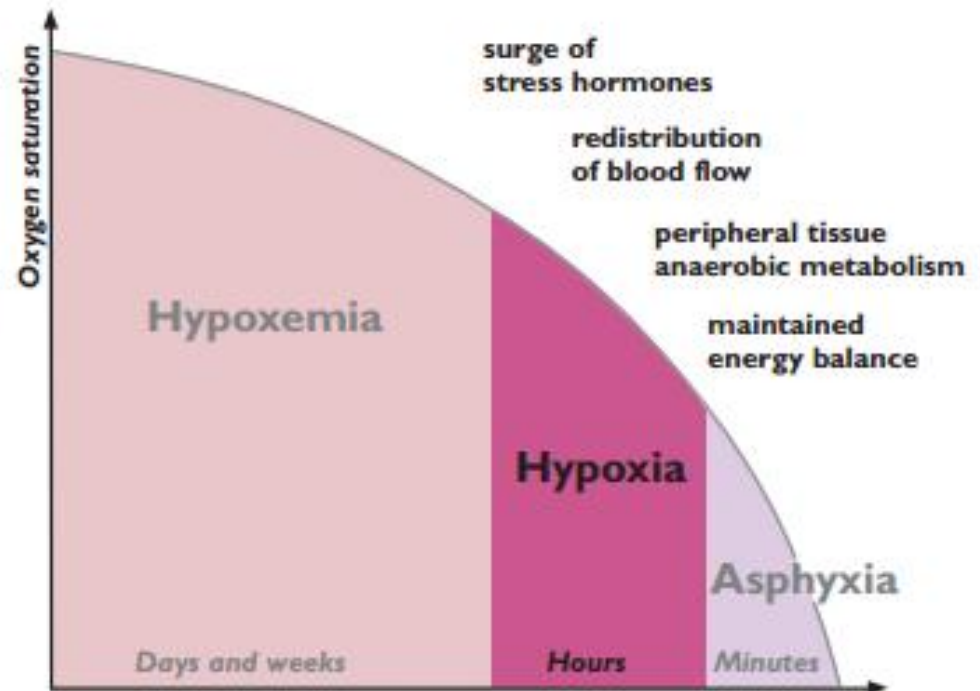 Oxygen saturation
surge of
stress hormones
redistribution
of blood flow
peripheral tissue
anaerobic metabolism
maintained
energy balance
Hypoxemia
Hypoxia
Asphyxia
Days and weeks
Hours
Minutes